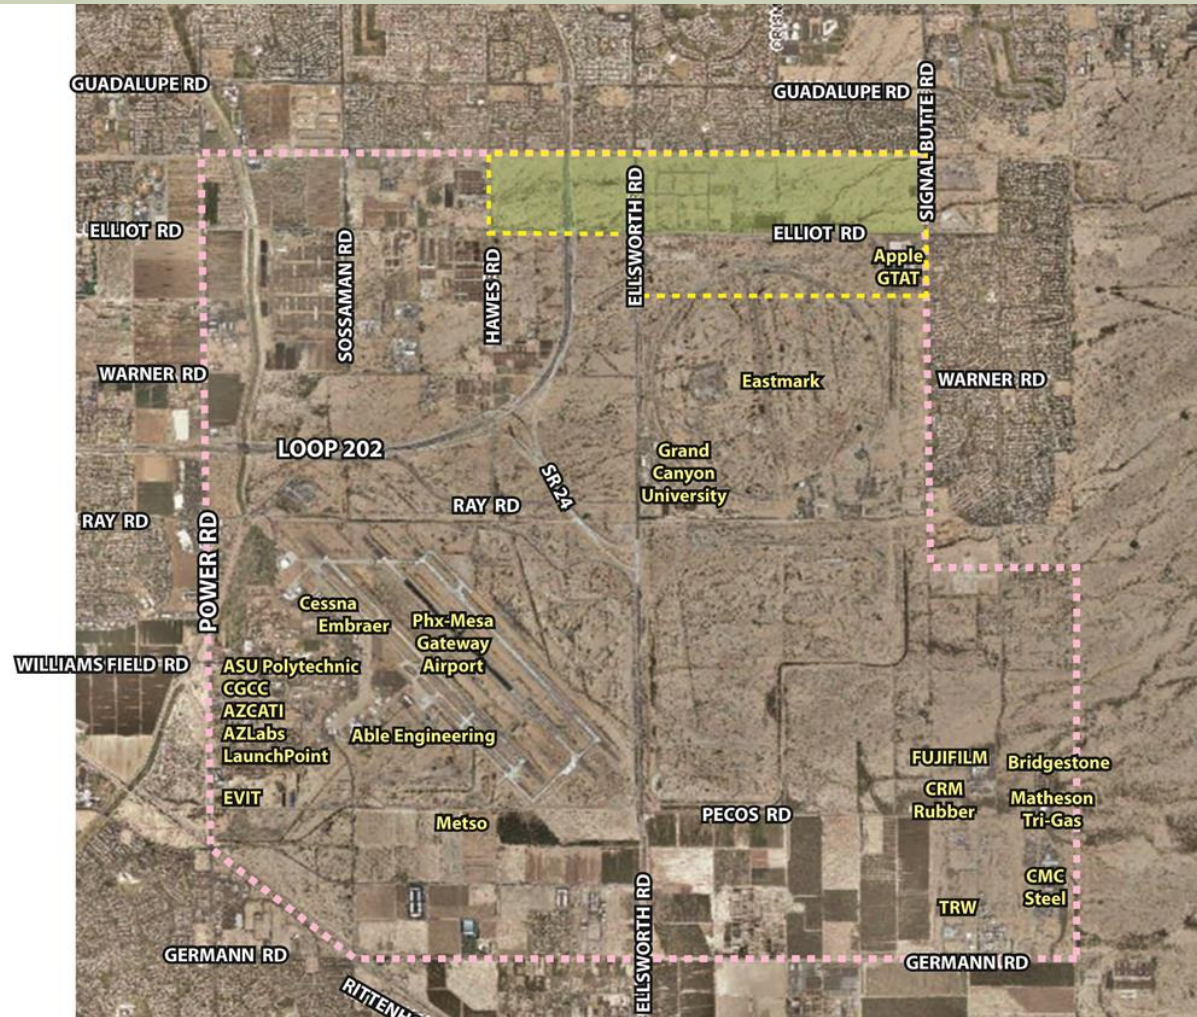 GUADALUPE RD
GUADALUPE RD
SIGNAL BUTTE RD
ELLIOT RD
SOSSAMAN RD
HAWES RD
ELLSWORTH RD
ELLIOT RD
Apple
GTAT
WARNER RD
Eastmark
WARNER RD
LOOP 202
Grand
Canyon
University
SR 24
RAY RD
RAY RD
POWER RD
Cessna
Embraer
Phx-Mesa
Gateway
Airport
WILLIAMS FIELD RD
ASU Polytechnic
CGCC
AZCATI
AZLabs
LaunchPoint
EVIT
Able Engineering
Metso
PECOS RD
FUJIFILM
Bridgestone
CRM
Rubber
Matheson
Tri-Gas
CMC
Steel
TRW
ELLSWORTH RD
GERMANN RD
GERMANN RD